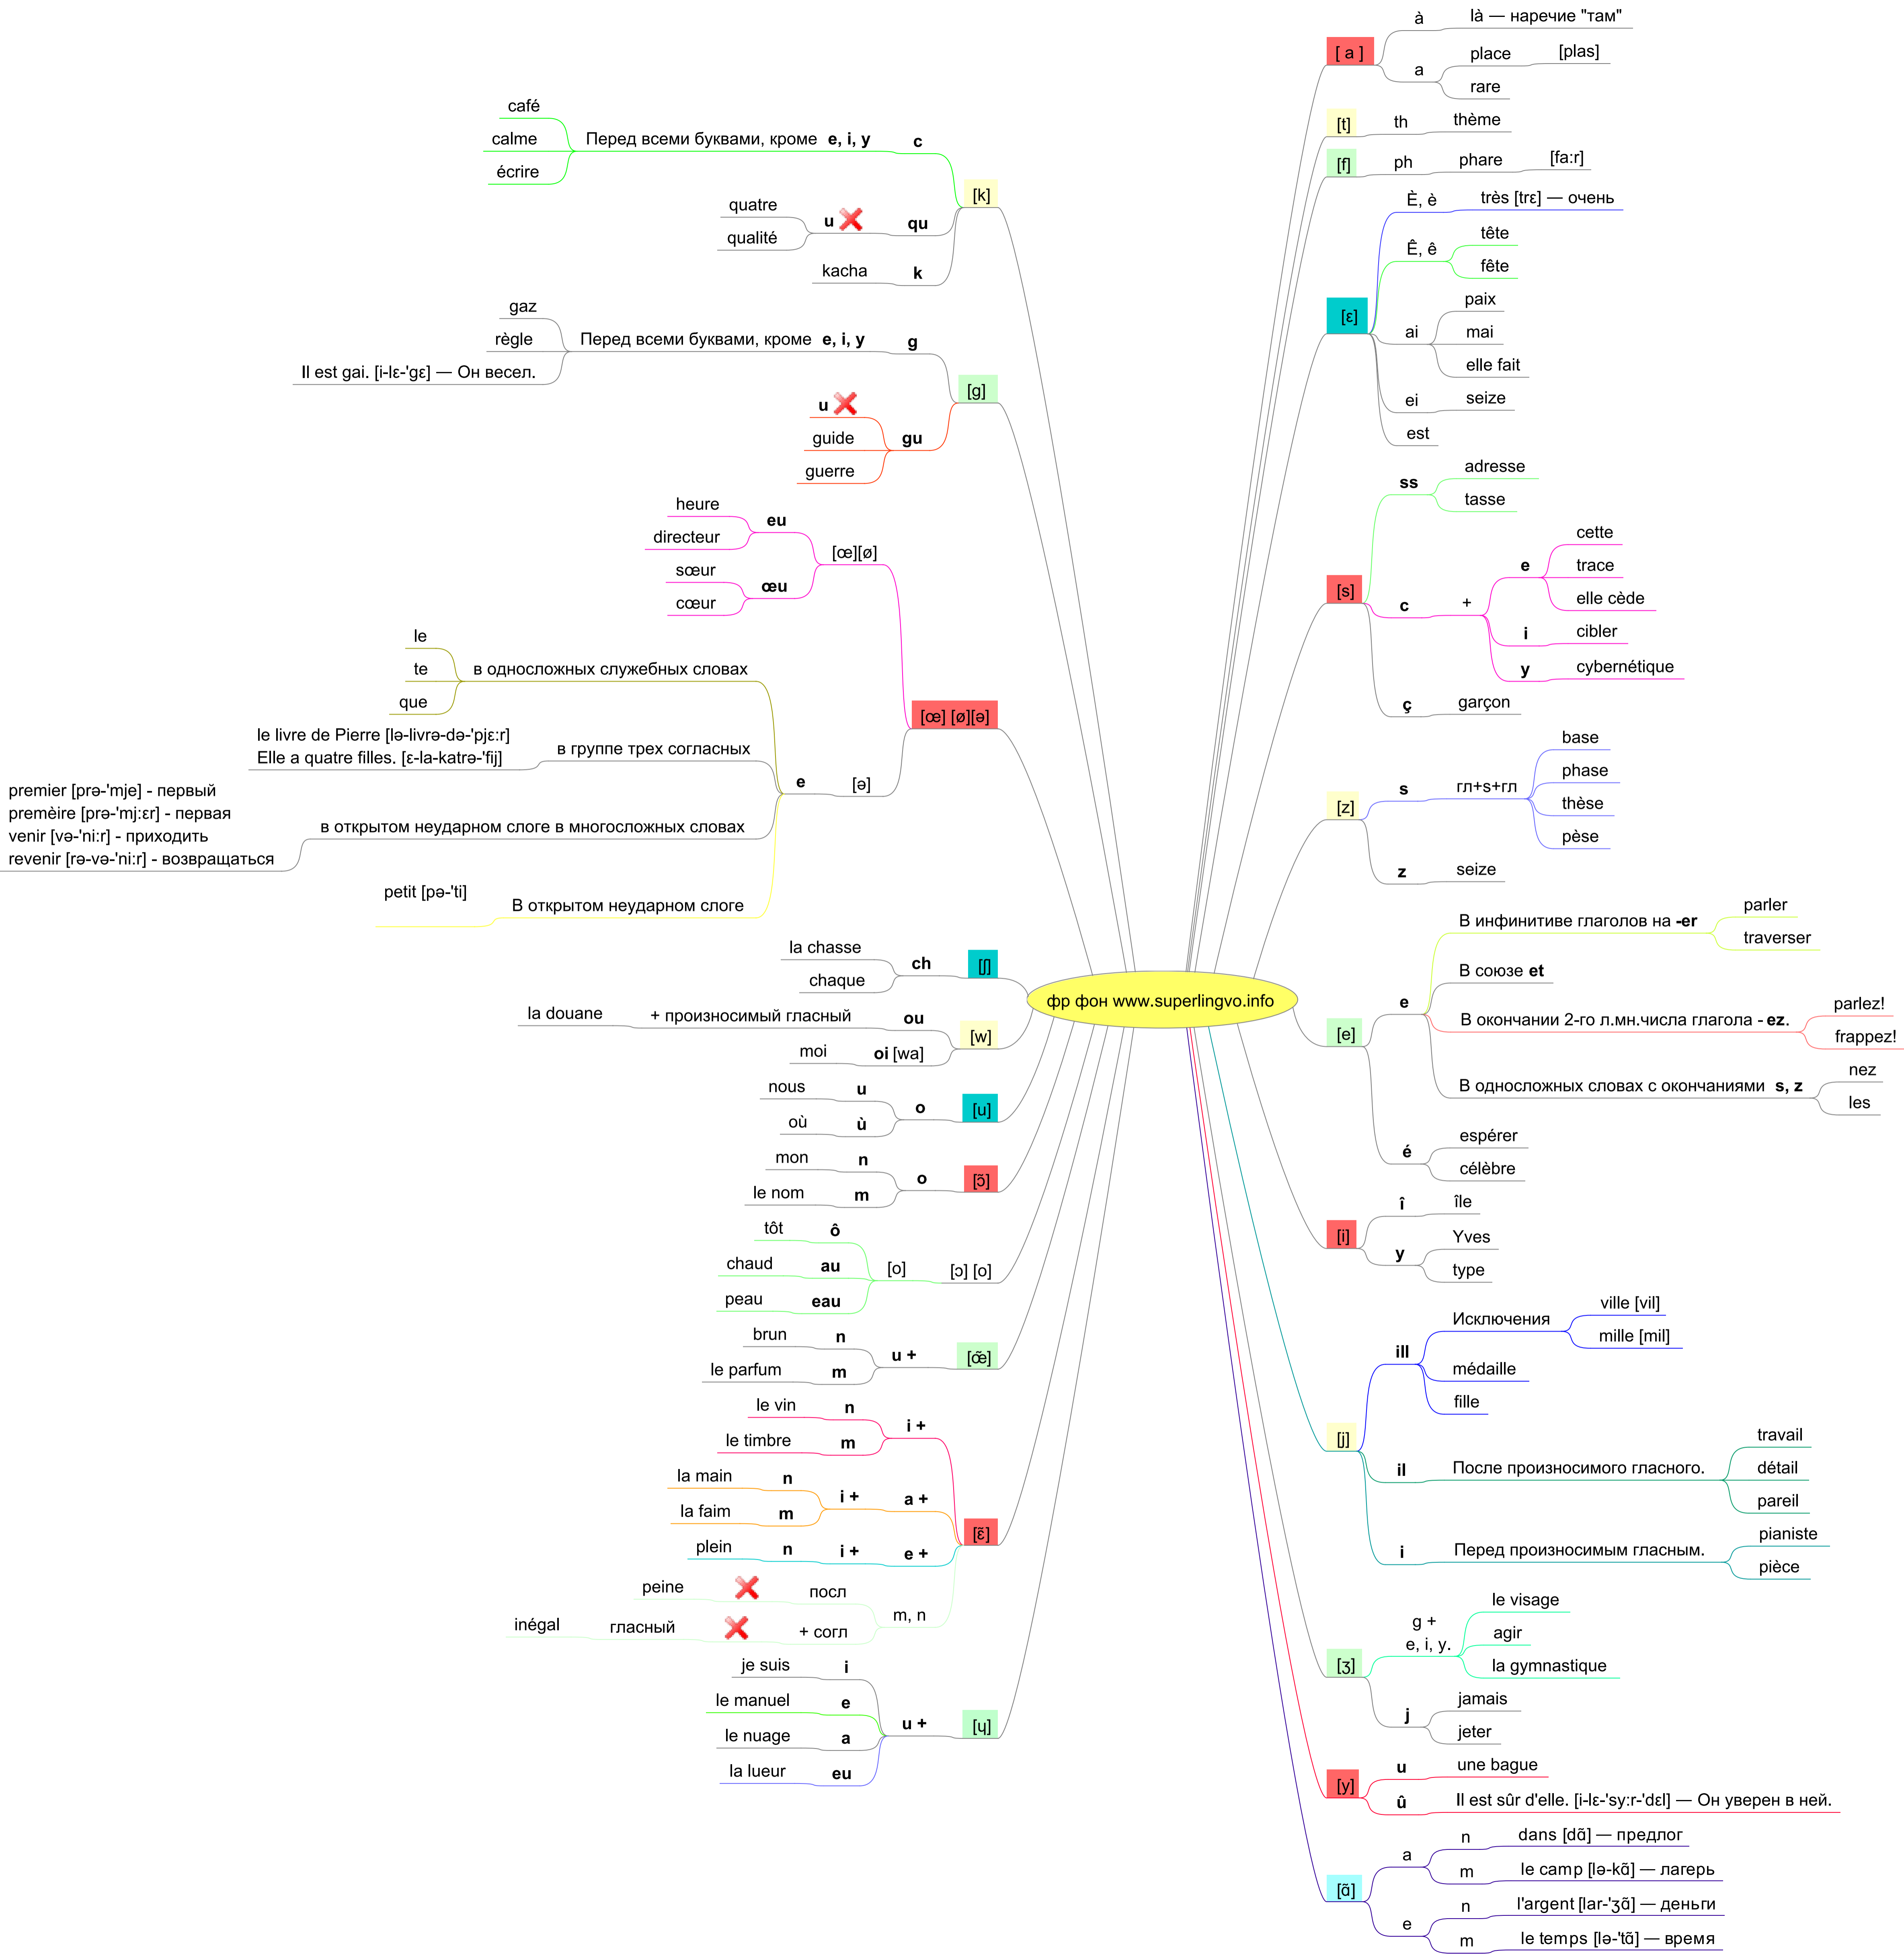 фр фон www.superlingvo.info
[ a ]
à
là — наречие "там"
a
place
[plas]
rare
[t]
th
thème
[f]
ph
phare
[fa:r]
[ɛ]
È, è
très [trɛ] — очень
Ê, ê
tête
fête
ai
paix
mai
elle fait
ei
seize
est
[s]
ss
adresse
tasse
c
+
e
cette
trace
elle cède
i
cibler
y
cybernétique
ç
garçon
[z]
s
гл+s+гл
base
phase
thèse
pèse
z
seize
[e]
e
В инфинитиве глаголов на -er
parler
traverser
В союзе et
В окончании 2-го л.мн.числа глагола - ez.
parlez!
frappez!
В односложных словах с окончаниями s, z
nez
les
é
espérer
célèbre
[i]
î
île
y
Yves
type
[j]
ill
Исключения
ville [vil]
mille [mil]
médaille
fille
il
После произносимого гласного.
travail
détail
pareil
i
Перед произносимым гласным.
pianiste
pièce
[ʒ]
g +
e, i, y.
le visage
agir
la gymnastique
j
jamais
jeter
[y]
u
une bague
û
Il est sûr d'elle. [i-lɛ-'sy:r-'dɛl] — Он уверен в ней.
[ɑ̃]
a
n
dans [dɑ̃] — предлог
m
le camp [lə-kɑ̃] — лагерь
e
n
l'argent [lar-'ʒɑ̃] — деньги
m
le temps [lə-'tɑ̃] — время
[k]
c
Перед всеми буквами, кроме e, i, y
café
calme
écrire
qu
u
quatre
qualité
k
kacha
[g]
g
Перед всеми буквами, кроме e, i, y
gaz
règle
Il est gai. [i-lɛ-'gɛ] — Он весел.
gu
u
guide
guerre
[œ] [ø][ə]
[œ][ø]
eu
heure
directeur
œu
sœur
cœur
[ə]
e
в односложных служебных словах
le
te
que
в группе трех согласных
le livre de Pierre [lə-livrə-də-'pjɛ:r]
Elle a quatre filles. [ɛ-la-katrə-'fij]
в открытом неударном слоге в многосложных словах
premier [prə-'mje] - первый
premèire [prə-'mj:ɛr] - первая
venir [və-'ni:r] - приходить
revenir [rə-və-'ni:r] - возвращаться
В открытом неударном слоге
petit [pə-'ti]
[ʃ]
ch
la chasse
chaque
[w]
ou
+ произносимый гласный
la douane
oi [wa]
moi
[u]
o
u
nous
ù
où
[ɔ̃]
o
n
mon
m
le nom
[ɔ] [o]
[o]
ô
tôt
au
chaud
eau
peau
[œ̃]
u +
n
brun
m
le parfum
[ɛ̃]
i +
n
le vin
m
le timbre
a +
i +
n
la main
m
la faim
e +
i +
n
plein
m, n
посл
peine
+ согл
гласный
inégal
[ɥ]
u +
i
je suis
e
le manuel
a
le nuage
eu
la lueur